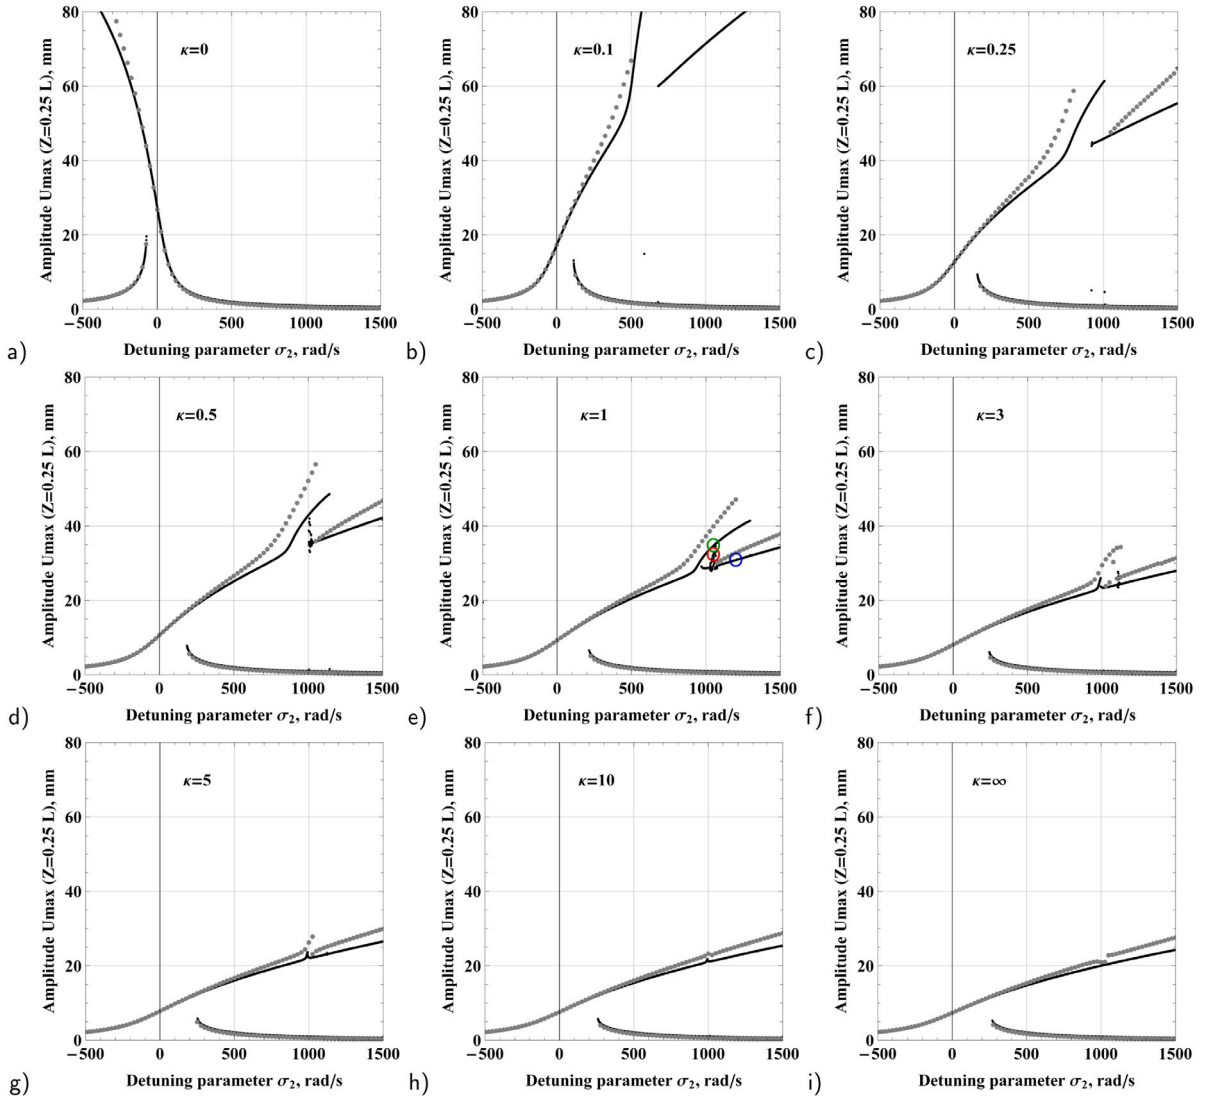 κ=0
Amplitude Umax (Z=0.25 L), mm
80
60
40
20
0
−500 0 500 1000 1500
a) Detuning parameter σ₂, rad/s
κ=0.1
Amplitude Umax (Z=0.25 L), mm
80
60
40
20
0
−500 0 500 1000 1500
b) Detuning parameter σ₂, rad/s
κ=0.25
Amplitude Umax (Z=0.25 L), mm
80
60
40
20
0
−500 0 500 1000 1500
c) Detuning parameter σ₂, rad/s
κ=0.5
Amplitude Umax (Z=0.25 L), mm
80
60
40
20
0
−500 0 500 1000 1500
d) Detuning parameter σ₂, rad/s
κ=1
Amplitude Umax (Z=0.25 L), mm
80
60
40
20
0
−500 0 500 1000 1500
e) Detuning parameter σ₂, rad/s
κ=3
Amplitude Umax (Z=0.25 L), mm
80
60
40
20
0
−500 0 500 1000 1500
f) Detuning parameter σ₂, rad/s
κ=5
Amplitude Umax (Z=0.25 L), mm
80
60
40
20
0
−500 0 500 1000 1500
g) Detuning parameter σ₂, rad/s
κ=10
Amplitude Umax (Z=0.25 L), mm
80
60
40
20
0
−500 0 500 1000 1500
h) Detuning parameter σ₂, rad/s
κ=∞
Amplitude Umax (Z=0.25 L), mm
80
60
40
20
0
−500 0 500 1000 1500
i) Detuning parameter σ₂, rad/s